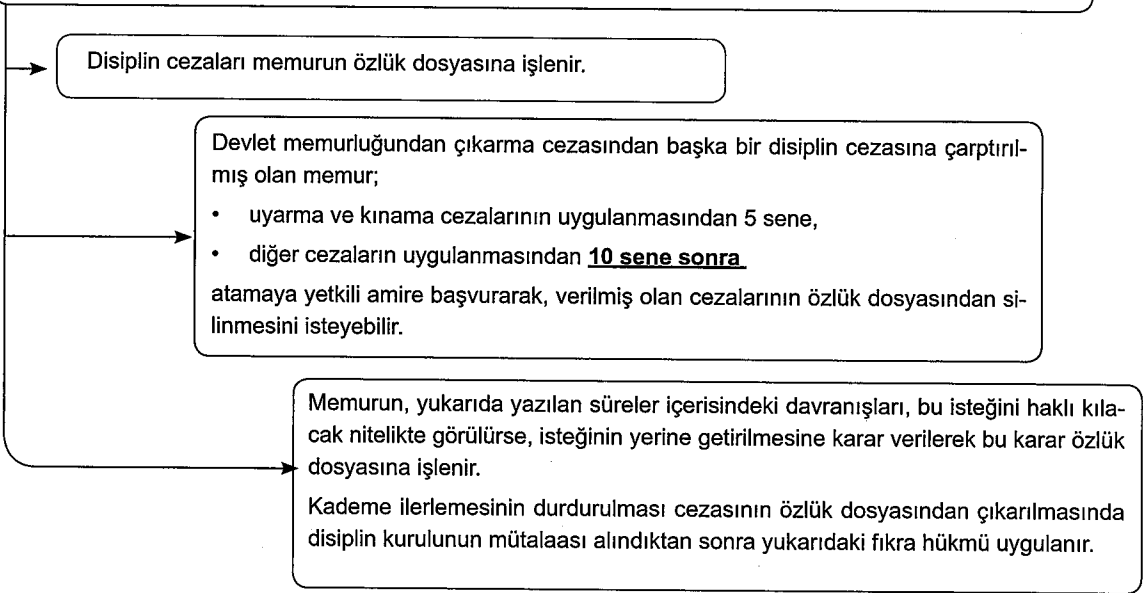 Disiplin cezaları memurun özlük dosyasına işlenir.
Devlet memurluğundan çıkarma cezasından başka bir disiplin cezasına çarptırıl-
mış olan memur;
• uyarma ve kınama cezalarının uygulanmasından 5 sene,
• diğer cezaların uygulanmasından 10 sene sonra
atamaya yetkili amire başvurarak, verilmiş olan cezalarının özlük dosyasından si-
linmesini isteyebilir.
Memurun, yukarıda yazılan süreler içerisindeki davranışları, bu isteğini haklı kıla-
cak nitelikte görülürse, isteğinin yerine getirilmesine karar verilerek bu karar özlük
dosyasına işlenir.
Kademe ilerlemesinin durdurulması cezasının özlük dosyasından çıkarılmasında
disiplin kurulunun mütalaası alındıktan sonra yukarıdaki fıkra hükmü uygulanır.